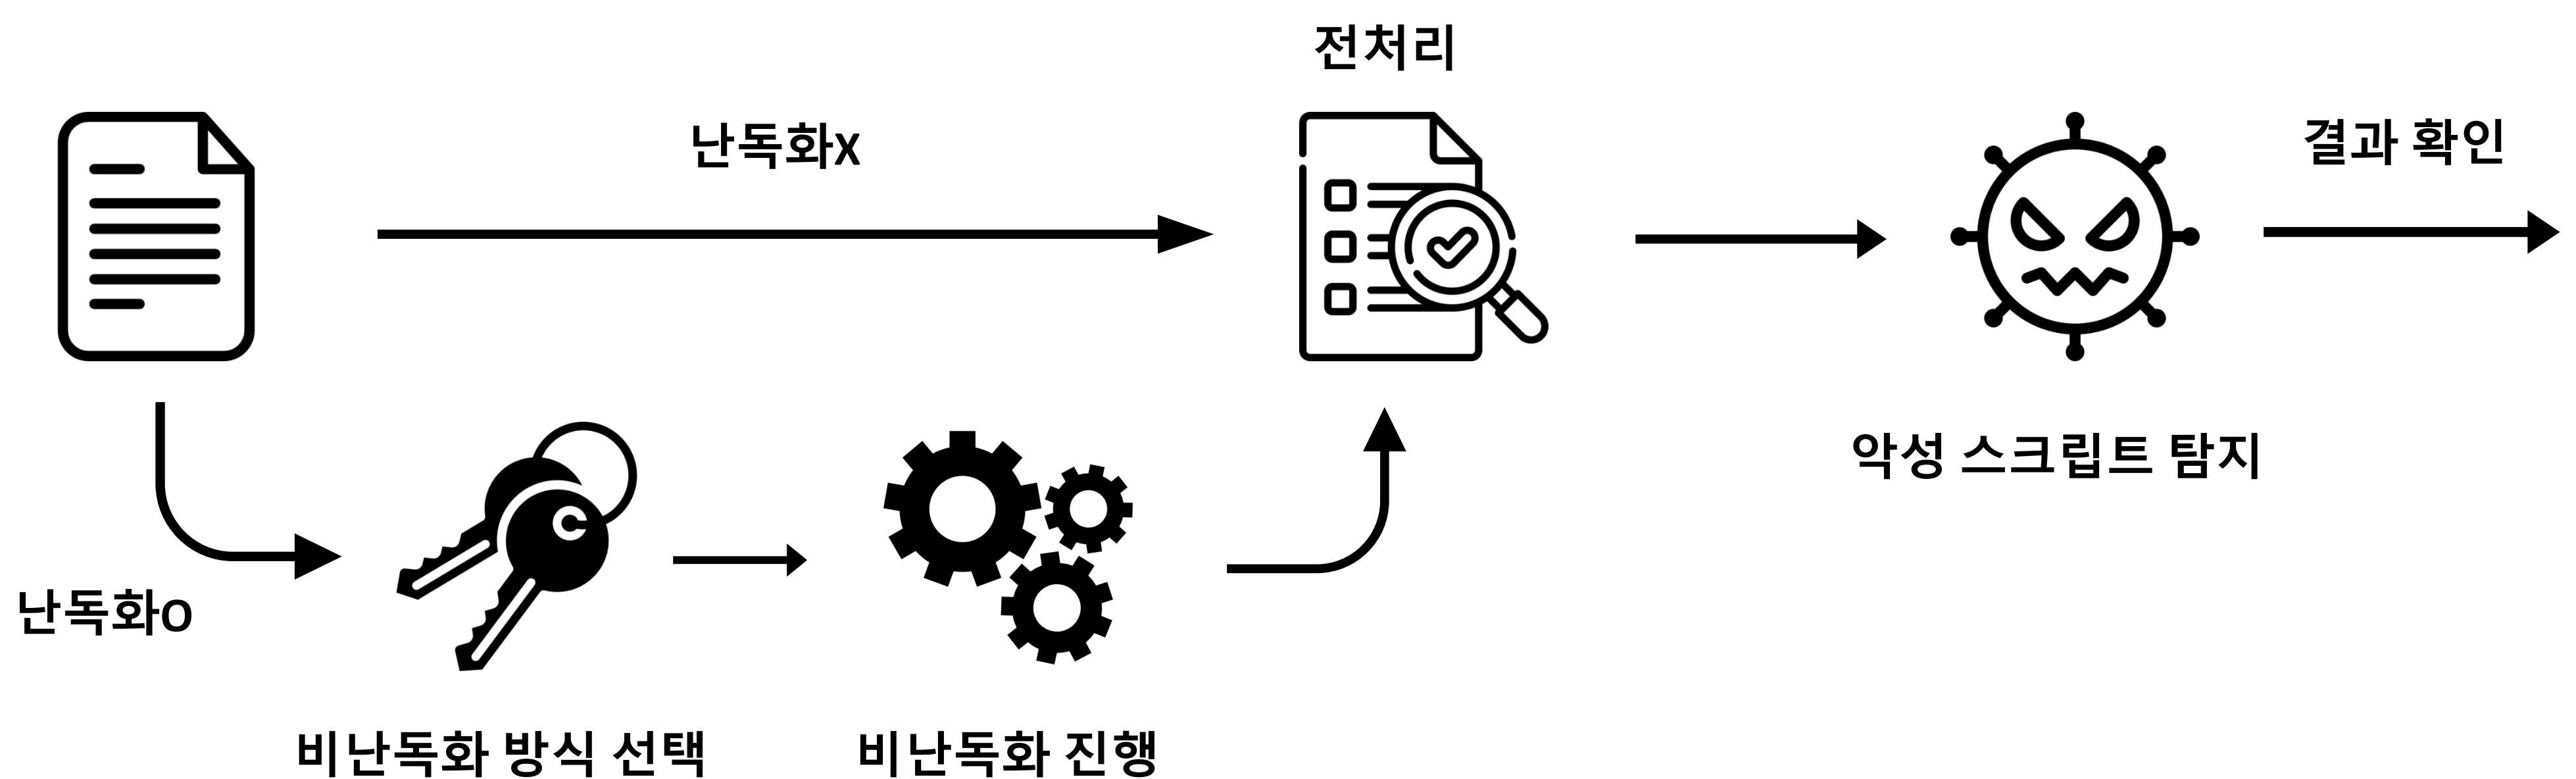 전처리
난독화x
결과 확인
악성 스크립트 탐지
난독화o
비난독화 방식 선택
비난독화 진행